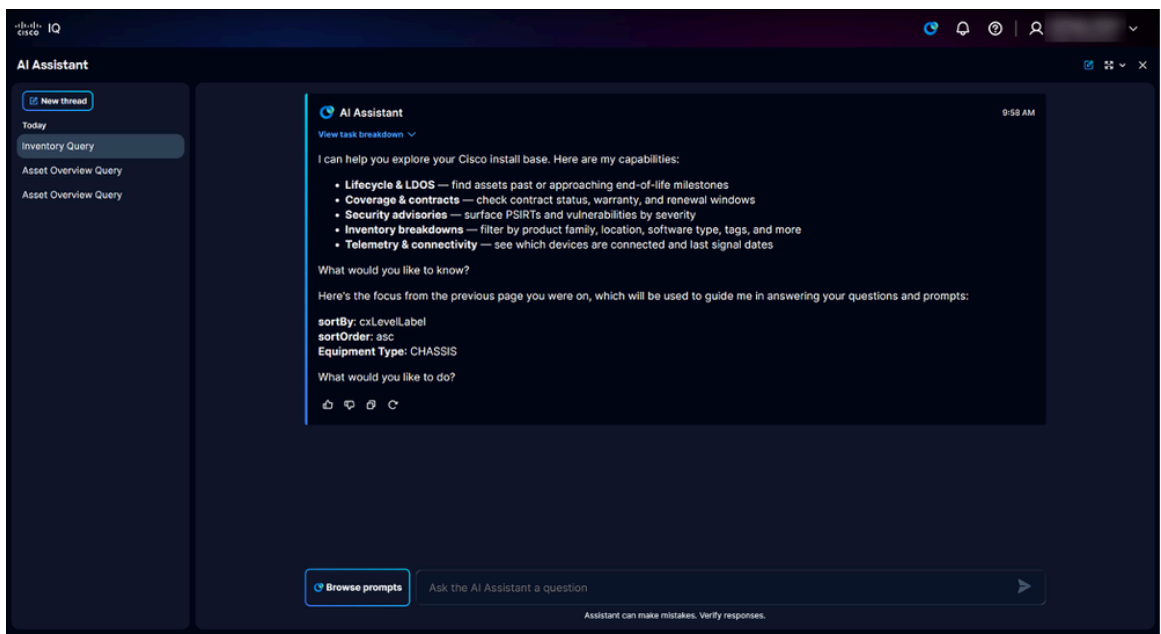 cisco IQ
AI Assistant
New thread
Today
Inventory Query
Asset Overview Query
Asset Overview Query
AI Assistant
9:58 AM
View task breakdown
I can help you explore your Cisco install base. Here are my capabilities:
• Lifecycle & LDOS — find assets past or approaching end-of-life milestones
• Coverage & contracts — check contract status, warranty, and renewal windows
• Security advisories — surface PSIRTs and vulnerabilities by severity
• Inventory breakdowns — filter by product family, location, software type, tags, and more
• Telemetry & connectivity — see which devices are connected and last signal dates
What would you like to know?
Here's the focus from the previous page you were on, which will be used to guide me in answering your questions and prompts:
sortBy: cxLevelLabel
sortOrder: asc
Equipment Type: CHASSIS
What would you like to do?
Browse prompts
Ask the AI Assistant a question
Assistant can make mistakes. Verify responses.